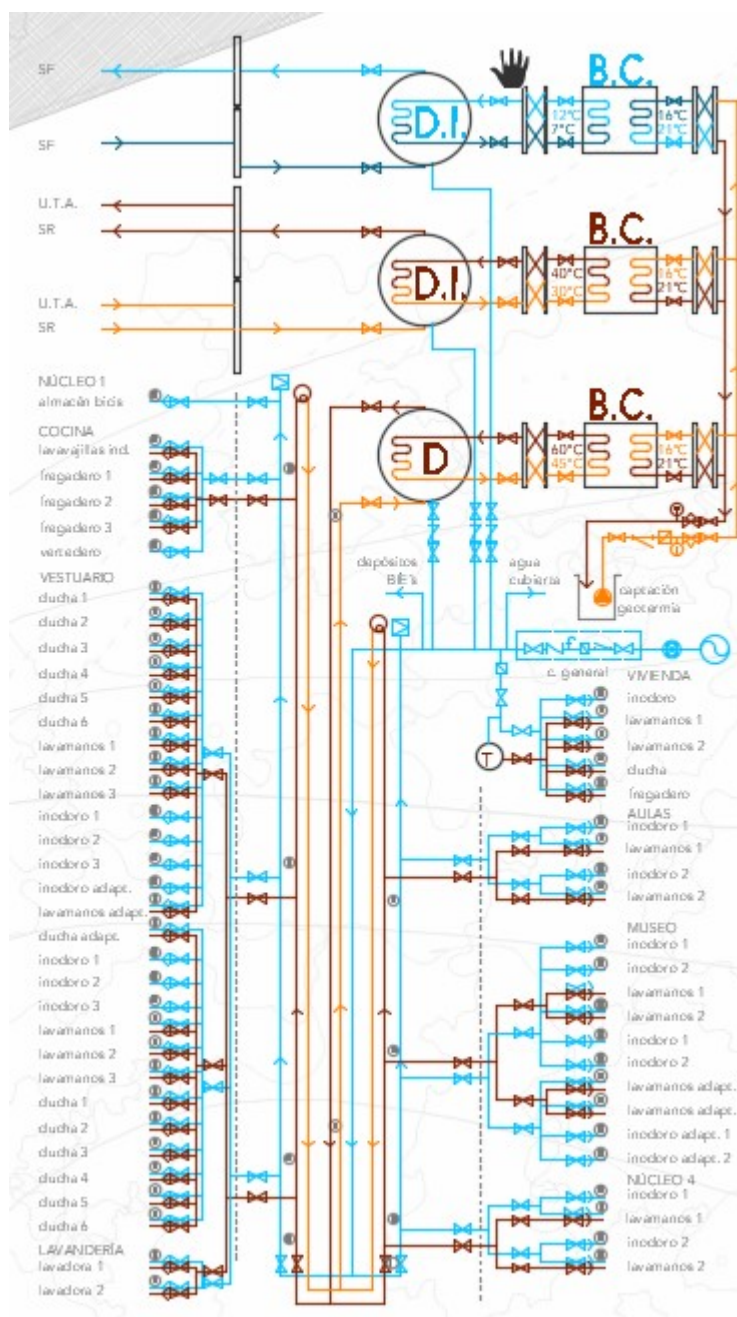 SF
SF
U.T.A.
SR
U.T.A.
SR
D.I.
B.C.
12°C
7°C
16°C
21°C
D.I.
B.C.
40°C
30°C
16°C
21°C
D
B.C.
60°C
45°C
16°C
21°C
depósitos
BIE's
agua
cubierta
captación
geotermia
c. general
T
NÚCLEO 1
almacén bicis
COCINA
lavavajillas ind.
fregadero 1
fregadero 2
fregadero 3
vertedero
VESTUARIO
ducha 1
ducha 2
ducha 3
ducha 4
ducha 5
ducha 6
lavamanos 1
lavamanos 2
lavamanos 3
inodoro 1
inodoro 2
inodoro 3
inodoro adapt.
lavamanos adapt.
ducha adapt.
inodoro 1
inodoro 2
inodoro 3
lavamanos 1
lavamanos 2
lavamanos 3
ducha 1
ducha 2
ducha 3
ducha 4
ducha 5
ducha 6
LAVANDERÍA
lavadora 1
lavadora 2
VIVIENDA
inodoro
lavamanos 1
lavamanos 2
ducha
fregadero
AULAS
inodoro 1
lavamanos 1
inodoro 2
lavamanos 2
MUSEO
inodoro 1
inodoro 2
lavamanos 1
lavamanos 2
inodoro 1
inodoro 2
lavamanos adapt.
lavamanos adapt.
inodoro adapt. 1
inodoro adapt. 2
NÚCLEO 4
inodoro 1
lavamanos 1
inodoro 2
lavamanos 2